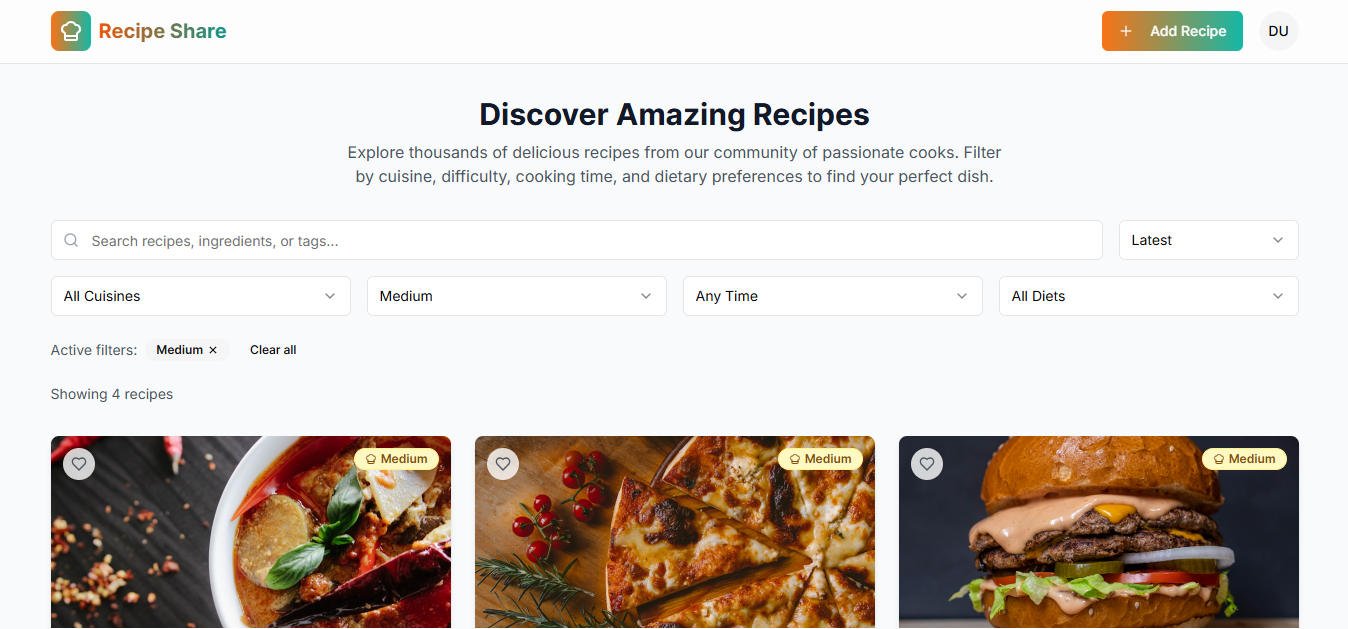 Recipe Share
+ Add Recipe
DU
Discover Amazing Recipes
Explore thousands of delicious recipes from our community of passionate cooks. Filter
by cuisine, difficulty, cooking time, and dietary preferences to find your perfect dish.
Search recipes, ingredients, or tags...
Latest
All Cuisines
Medium
Any Time
All Diets
Active filters: Medium × Clear all
Showing 4 recipes
Medium
Medium
Medium